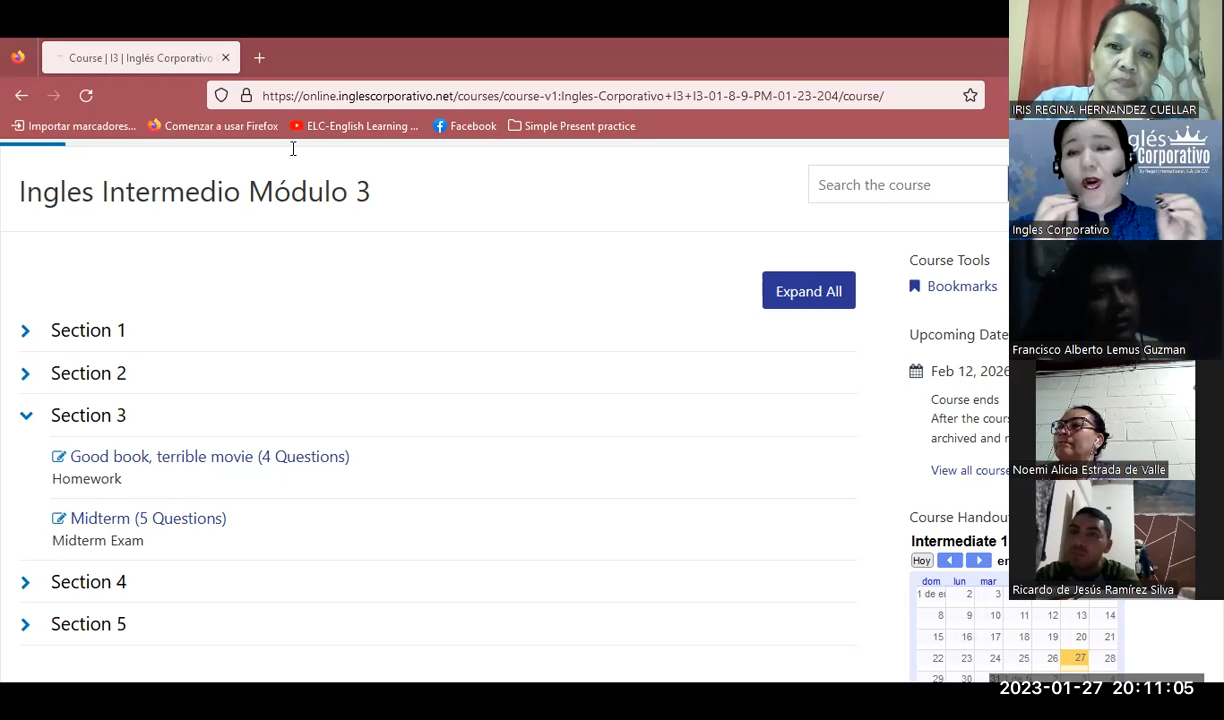 Course | I3 | Inglés Corporativo
https://online.inglescorporativo.net/courses/course-v1:Ingles-Corporativo+I3+I3-01-8-9-PM-01-23-204/course/
Importar marcadores...
Comenzar a usar Firefox
ELC-English Learning ...
Facebook
Simple Present practice
Ingles Intermedio Módulo 3
Search the course
Expand All
Section 1
Section 2
Section 3
Good book, terrible movie (4 Questions)
Homework
Midterm (5 Questions)
Midterm Exam
Section 4
Section 5
Course Tools
Bookmarks
Upcoming Date
Feb 12, 2026
Course ends
After the cour
archived and r
View all course
Course Handou
Intermediate 1
Hoy
er
dom lun mar
1 de e 2 3
8 9 10 11 12 13 14
15 16 17 18 19 20 21
22 23 24 25 26 27 28
29 30 31
IRIS REGINA HERNANDEZ CUELLAR
glés
Corporativo
Ingles Corporativo
Francisco Alberto Lemus Guzman
Noemi Alicia Estrada de Valle
Ricardo de Jesús Ramírez Silva
2023-01-27 20:11:05